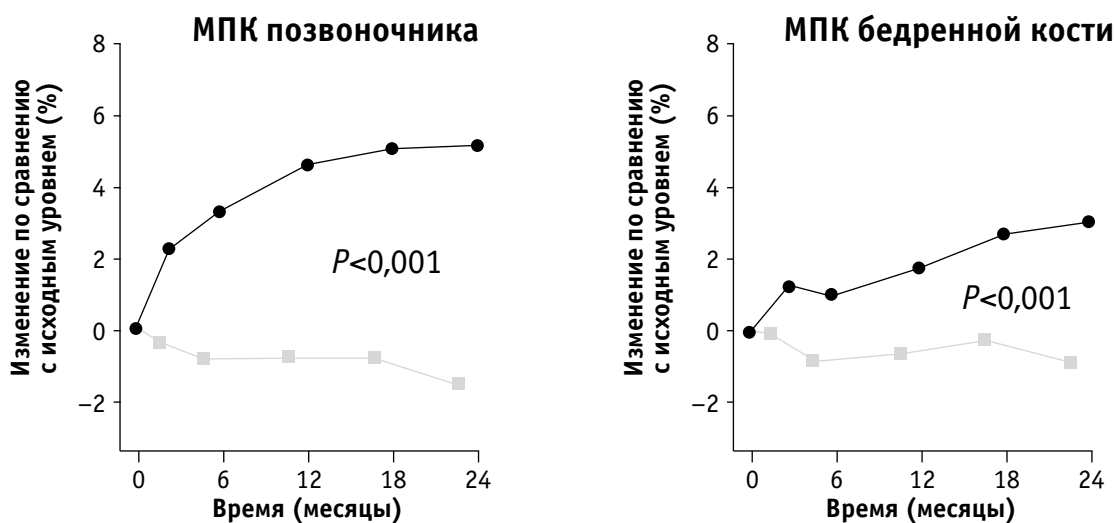 МПК позвоночника
Изменение по сравнению
с исходным уровнем (%)
8
6
4
2
0
−2
P<0,001
0 6 12 18 24
Время (месяцы)
МПК бедренной кости
Изменение по сравнению
с исходным уровнем (%)
8
6
4
2
0
−2
P<0,001
0 6 12 18 24
Время (месяцы)